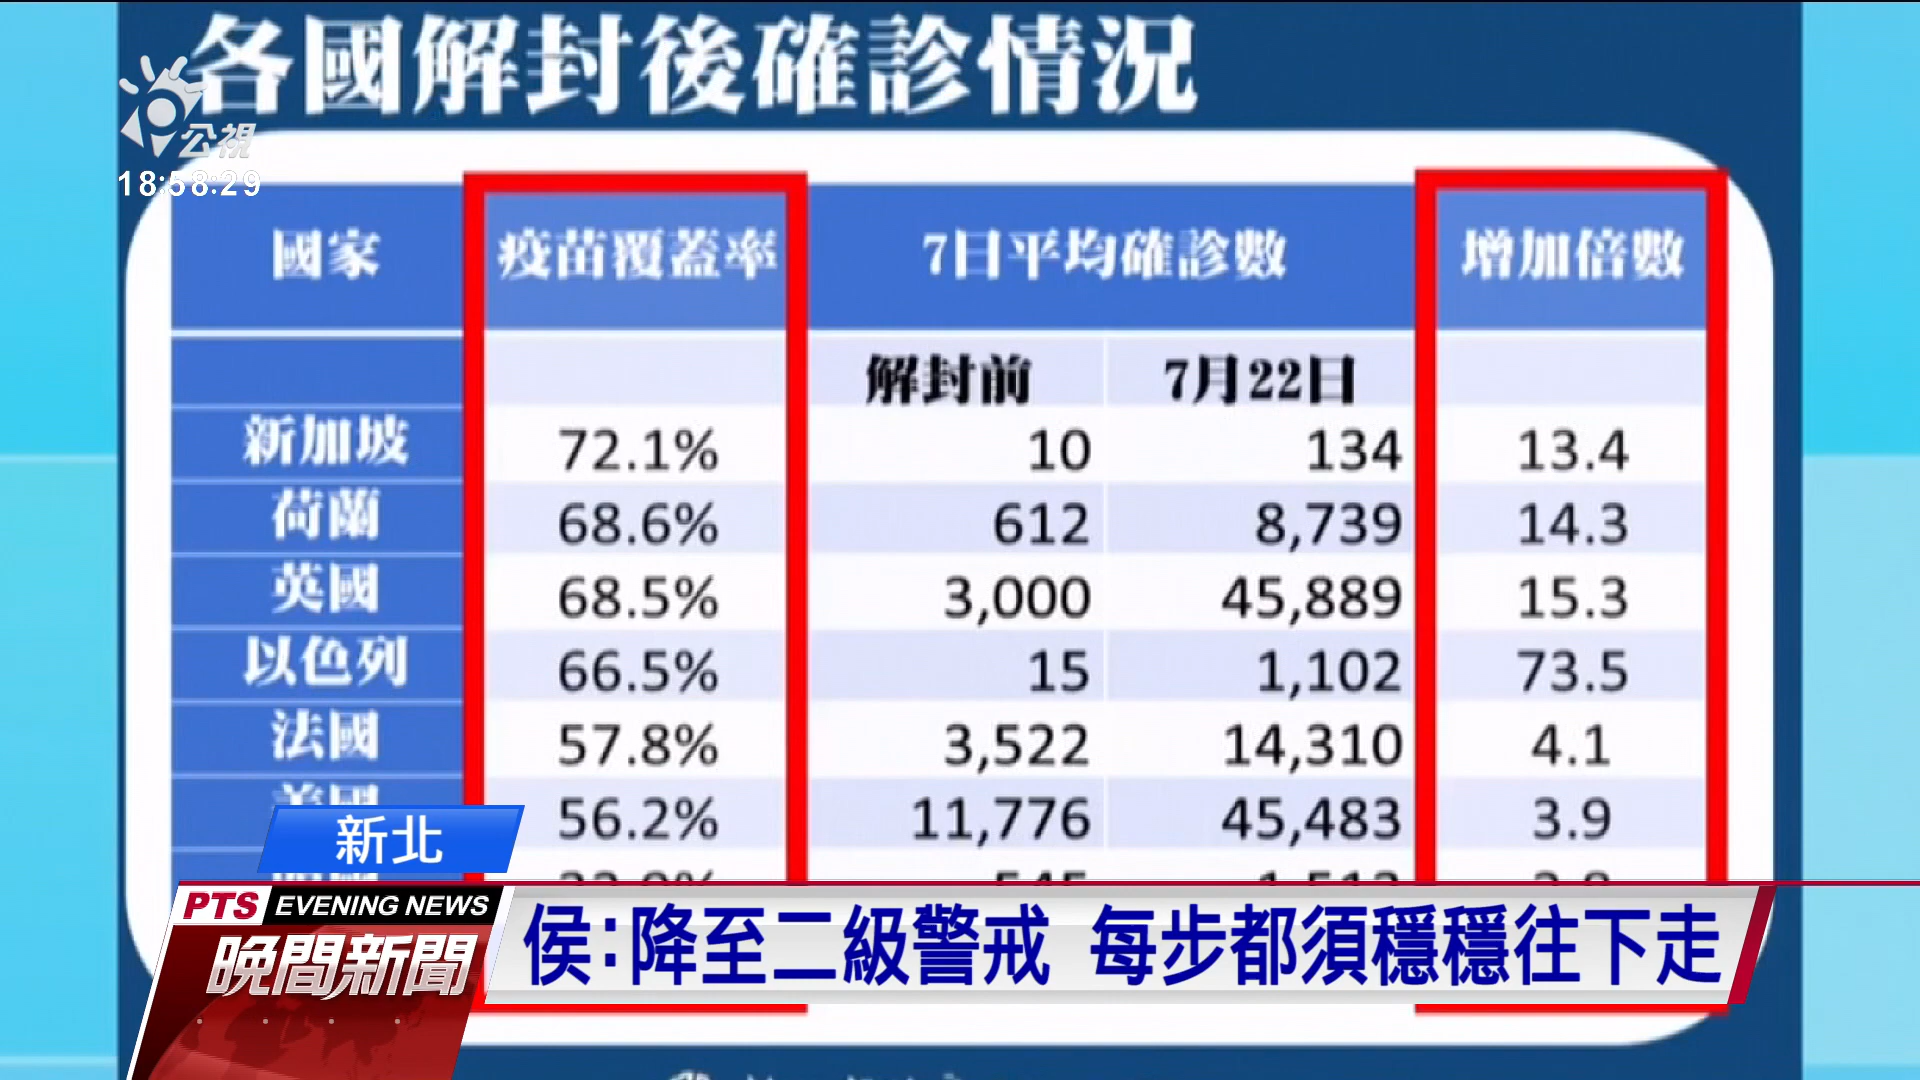 各國解封後確診情況
公視
18:58:29
國家 疫苗覆蓋率 7日平均確診數 增加倍數
解封前 7月22日
新加坡 72.1% 10 134 13.4
荷蘭 68.6% 612 8,739 14.3
英國 68.5% 3,000 45,889 15.3
以色列 66.5% 15 1,102 73.5
法國 57.8% 3,522 14,310 4.1
美國 56.2% 11,776 45,483 3.9
新北
PTS EVENING NEWS
晚間新聞
侯:降至二級警戒 每步都須穩穩往下走